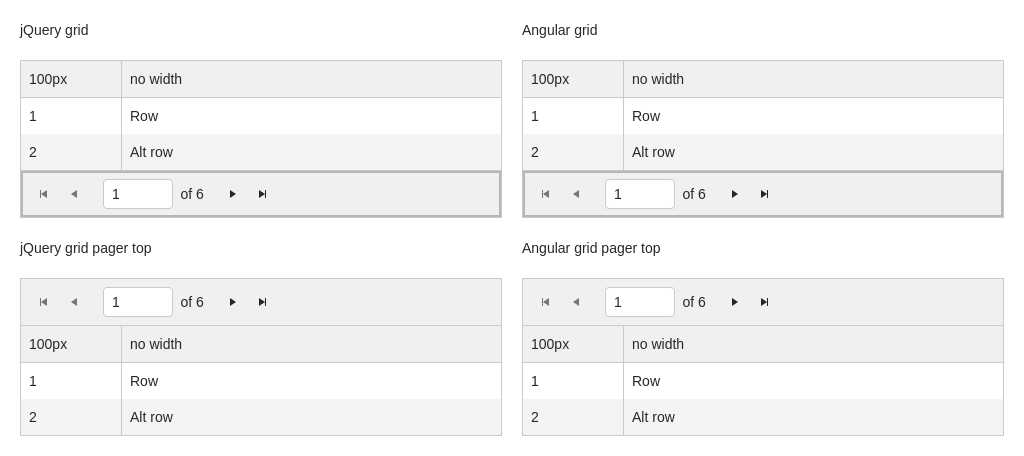 jQuery grid
100px no width
1 Row
2 Alt row
1 of 6
Angular grid
100px no width
1 Row
2 Alt row
1 of 6
jQuery grid pager top
1 of 6
100px no width
1 Row
2 Alt row
Angular grid pager top
1 of 6
100px no width
1 Row
2 Alt row